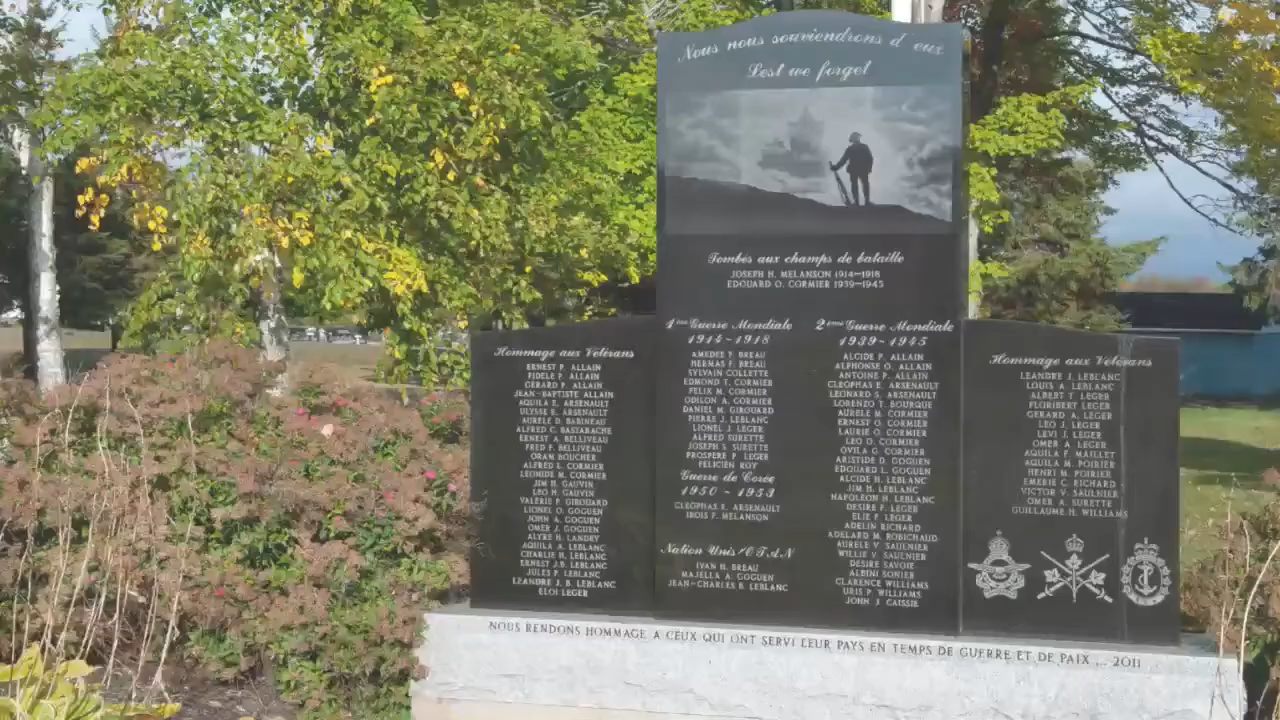 Nous nous souviendrons d'eux
Lest we forget
Tombés aux champs de bataille
JOSEPH H. MELANSON 1914-1918
EDOUARD O. CORMIER 1939-1945
Hommage aux Vétérans
ERNEST P. ALLAIN
FIDELE P. ALLAIN
GERARD P. ALLAIN
JEAN-BAPTISTE ALLAIN
AQUILA E. ARSENAULT
ULYSSE E. ARSENAULT
AURELE D. BABINEAU
ALFRED C. BASTARACHE
ERNEST A. BELLIVEAU
FRED P. BELLIVEAU
ORAM BOUCHER
ALFRED L. CORMIER
LEONIDE M. CORMIER
JIM H. GAUVIN
LEO H. GAUVIN
VALERIE P. GIROUARD
LIONEL O. GOGUEN
JOHN A. GOGUEN
OMER J. GOGUEN
ALYRE H. LANDRY
AQUILA A. LEBLANC
CHARLIE H. LEBLANC
ERNEST J.B. LEBLANC
JULES P. LEBLANC
LEANDRE J.B. LEBLANC
ELOI LEGER
1ère Guerre Mondiale
1914-1918
AMEDEE P. BREAU
HERMAS F. BREAU
SYLVAIN COLLETTE
EDMOND T. CORMIER
FELIX M. CORMIER
ODILON A. CORMIER
DANIEL M. GIROUARD
PIERRE J. LEBLANC
LIONEL J. LEGER
ALFRED SURETTE
JOSEPH S. SURETTE
PROSPERE P. LEGER
FELICIEN ROY
Guerre de Corée
1950 - 1953
CLEOPHAS E. ARSENAULT
IROIS F. MELANSON
Nation Unis/OTAN
IVAN H. BREAU
MAJELLA A. GOGUEN
JEAN-CHARLES B. LEBLANC
2ème Guerre Mondiale
1939-1945
ALCIDE P. ALLAIN
ALPHONSE O. ALLAIN
ANTOINE P. ALLAIN
CLEOPHAS E. ARSENAULT
LEONARD S. ARSENAULT
LORENZO T. BOURQUE
AURELE M. CORMIER
ERNEST O. CORMIER
LAURIE O. CORMIER
LEO O. CORMIER
OVILA G. CORMIER
ARISTIDE D. GOGUEN
EDOUARD L. GOGUEN
ALCIDE H. LEBLANC
JIM H. LEBLANC
NAPOLEON H. LEBLANC
DESIRE F. LEGER
ELIE F. LEGER
ADELIN RICHARD
ADELARD M. ROBICHAUD
AURELE V. SAULNIER
WILLIE V. SAULNIER
DESIRE SAVOIE
ALBINI SONIER
CLARENCE WILLIAMS
URIS P. WILLIAMS
JOHN J. CAISSIE
Hommage aux Vétérans
LEANDRE J. LEBLANC
LOUIS A. LEBLANC
ALBERT T. LEGER
FLORIBERT LEGER
GERARD A. LEGER
LEO J. LEGER
LEVI J. LEGER
OMER A. LEGER
AQUILA F. MAILLET
AQUILA M. POIRIER
HENRI M. POIRIER
EMERIE C. RICHARD
VICTOR V. SAULNIER
OMER A. SURETTE
GUILLAUME H. WILLIAMS
NOUS RENDONS HOMMAGE A CEUX QUI ONT SERVI LEUR PAYS EN TEMPS DE GUERRE ET DE PAIX ... 2011